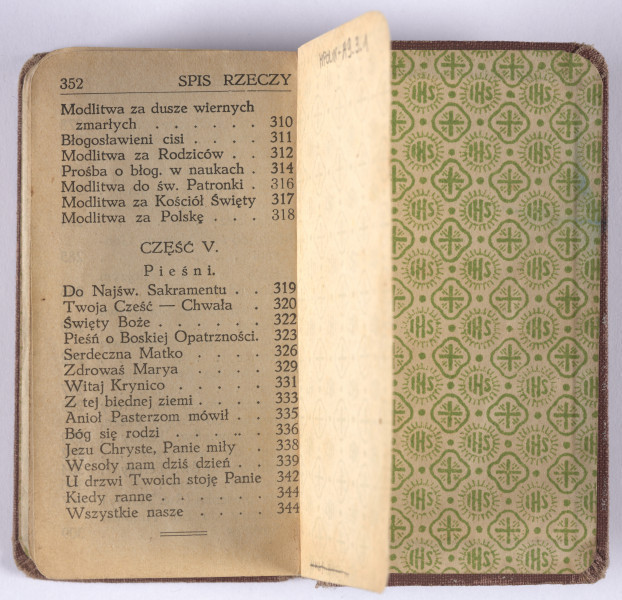 352 SPIS RZECZY
Modlitwa za dusze wiernych
zmarłych . . . . . . 310
Błogosławieni cisi . . . . 311
Modlitwa za Rodziców . . 312
Prośba o błog. w naukach . 314
Modlitwa do św. Patronki . 316
Modlitwa za Kościół Święty 317
Modlitwa za Polskę . . . 318
CZĘŚĆ V.
Pieśni.
Do Najśw. Sakramentu . . 319
Twoja Cześć — Chwała . 320
Święty Boże . . . . . . 322
Pieśń o Boskiej Opatrzności. 323
Serdeczna Matko . . . . 326
Zdrowaś Marya . . . . 329
Witaj Krynico . . . . . 331
Z tej biednej ziemi . . . . 333
Anioł Pasterzom mówił . . 335
Bóg się rodzi . . . . . 336
Jezu Chryste, Panie miły . 338
Wesoły nam dziś dzień . . 339
U drzwi Twoich stoję Panie 342
Kiedy ranne . . . . . . 344
Wszystkie nasze . . . . 344
IHS